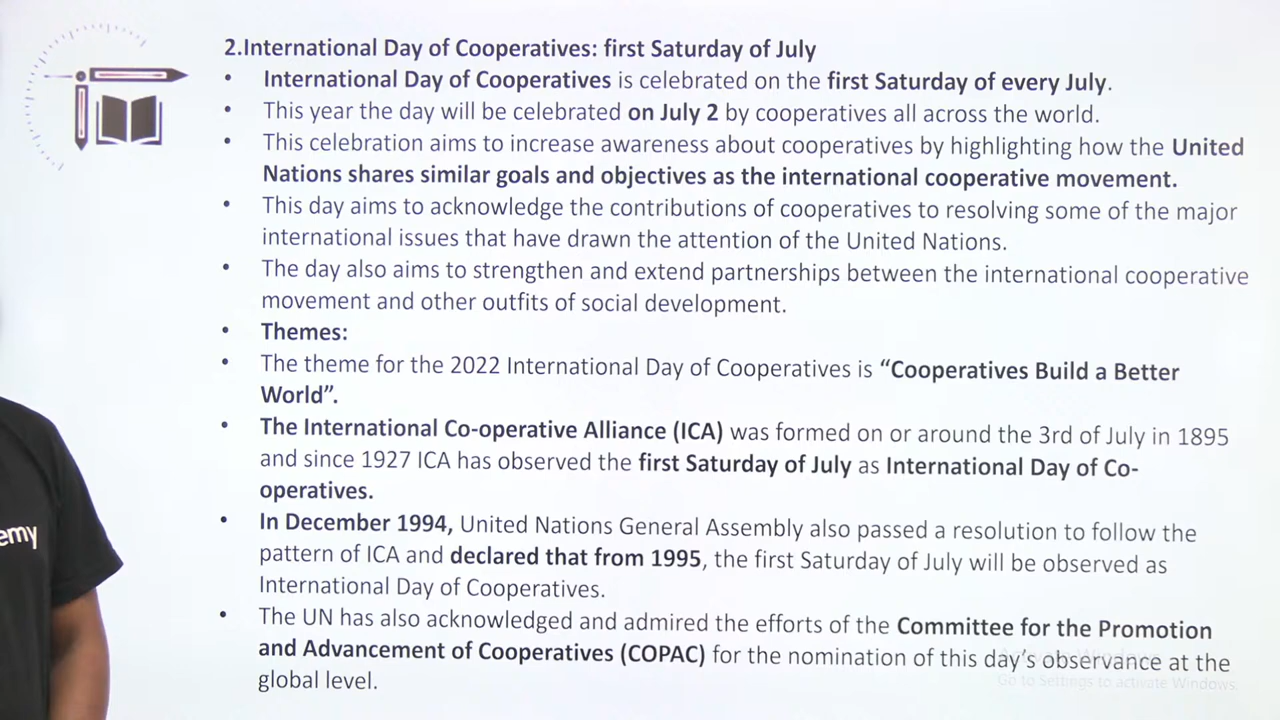 2.International Day of Cooperatives: first Saturday of July
• International Day of Cooperatives is celebrated on the first Saturday of every July.
• This year the day will be celebrated on July 2 by cooperatives all across the world.
• This celebration aims to increase awareness about cooperatives by highlighting how the United
Nations shares similar goals and objectives as the international cooperative movement.
• This day aims to acknowledge the contributions of cooperatives to resolving some of the major
international issues that have drawn the attention of the United Nations.
• The day also aims to strengthen and extend partnerships between the international cooperative
movement and other outfits of social development.
• Themes:
• The theme for the 2022 International Day of Cooperatives is “Cooperatives Build a Better
World”.
• The International Co-operative Alliance (ICA) was formed on or around the 3rd of July in 1895
and since 1927 ICA has observed the first Saturday of July as International Day of Co-
operatives.
• In December 1994, United Nations General Assembly also passed a resolution to follow the
pattern of ICA and declared that from 1995, the first Saturday of July will be observed as
International Day of Cooperatives.
• The UN has also acknowledged and admired the efforts of the Committee for the Promotion
and Advancement of Cooperatives (COPAC) for the nomination of this day’s observance at the
global level.
Activate Windows
Go to Settings to activate Windows.
emy